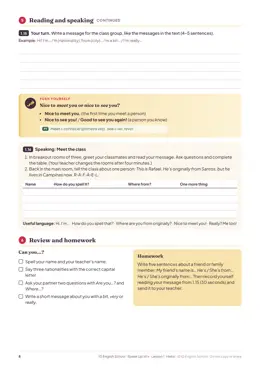 5 Reading and speaking CONTINUED
1.15 Your turn. Write a message for the class group, like the messages in the text (4–5 sentences).
PUSH YOURSELF
Nice to meet you or nice to see you?
• Nice to meet you. (the first time you meet a person)
• Nice to see you! / Good to see you again! (a person you know)
1.16 Speaking: Meet the class
1. In breakout rooms of three, greet your classmates and read your message. Ask questions and complete
the table. (Your teacher changes the rooms after four minutes.)
2. Back in the main room, tell the class about one person: This is Rafael. He's originally from Santos, but he
lives in Campinas now. R-A-F-A-E-L.
Name How do you spell it? Where from? One more thing
Useful language: Hi, I'm… How do you spell that? Where are you from originally? Nice to meet you! Really? Me too!
6 Review and homework
Can you…?
Spell your name and your teacher's name.
Say three nationalities with the correct capital
letter.
Ask your partner two questions with Are you…? and
Where…?
Write a short message about you with a bit, very or
really.
Homework
Write five sentences about a friend or family
member: My friend's name is… He's / She's from…
He's / She's a bit… Then record yourself
reading your message from 1.15 (30 seconds) and
send it to your teacher.